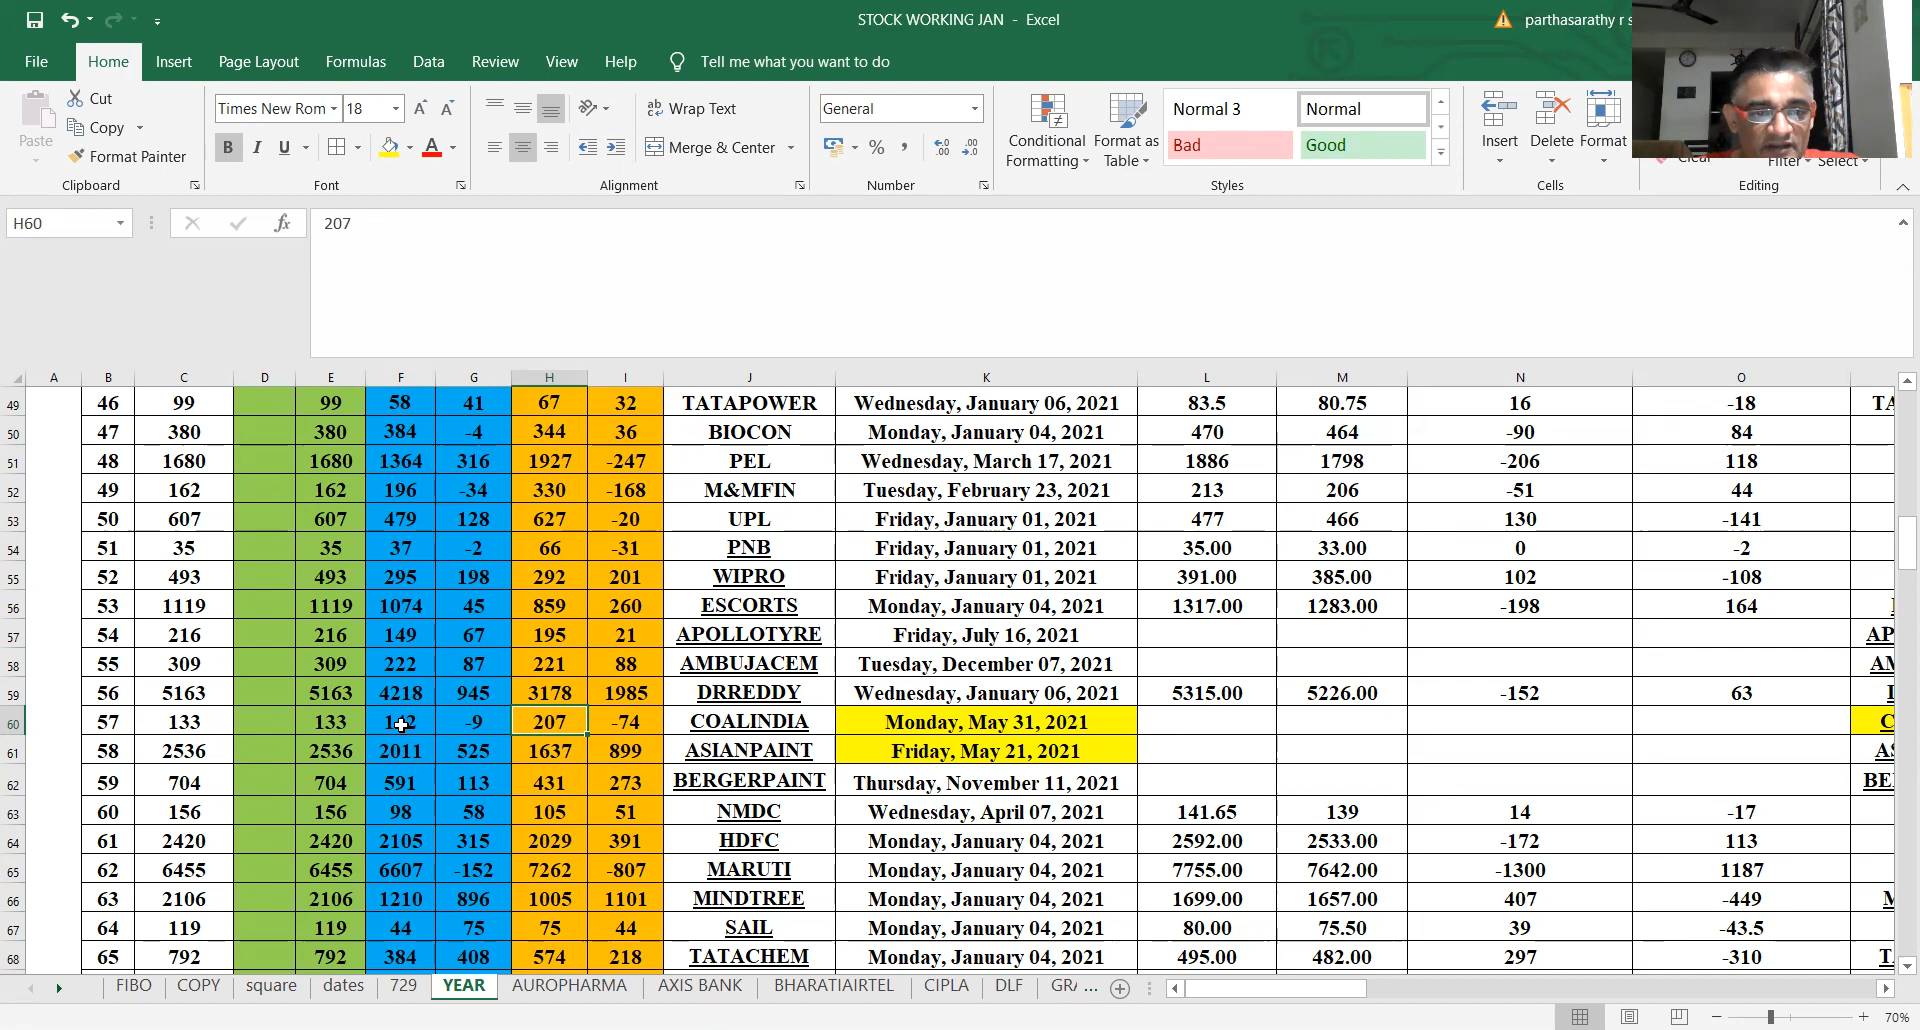 STOCK WORKING JAN - Excel
parthasarathy r s
File Home Insert Page Layout Formulas Data Review View Help Tell me what you want to do
Cut
Copy
Format Painter
Paste
Clipboard
Times New Rom 18
B I U
Font
Wrap Text
Merge & Center
Alignment
General
Number
Conditional Formatting
Format as Table
Normal 3 Normal
Bad Good
Styles
Insert Delete Format
Cells
Clear
Filter Select
Editing
H60 fx 207
A B C D E F G H I J K L M N O
49 46 99 99 58 41 67 32 TATAPOWER Wednesday, January 06, 2021 83.5 80.75 16 -18 TA
50 47 380 380 384 -4 344 36 BIOCON Monday, January 04, 2021 470 464 -90 84
51 48 1680 1680 1364 316 1927 -247 PEL Wednesday, March 17, 2021 1886 1798 -206 118
52 49 162 162 196 -34 330 -168 M&MFIN Tuesday, February 23, 2021 213 206 -51 44
53 50 607 607 479 128 627 -20 UPL Friday, January 01, 2021 477 466 130 -141
54 51 35 35 37 -2 66 -31 PNB Friday, January 01, 2021 35.00 33.00 0 -2
55 52 493 493 295 198 292 201 WIPRO Friday, January 01, 2021 391.00 385.00 102 -108
56 53 1119 1119 1074 45 859 260 ESCORTS Monday, January 04, 2021 1317.00 1283.00 -198 164
57 54 216 216 149 67 195 21 APOLLOTYRE Friday, July 16, 2021 AP
58 55 309 309 222 87 221 88 AMBUJACEM Tuesday, December 07, 2021 AM
59 56 5163 5163 4218 945 3178 1985 DRREDDY Wednesday, January 06, 2021 5315.00 5226.00 -152 63
60 57 133 133 -9 207 -74 COALINDIA Monday, May 31, 2021 C
61 58 2536 2536 2011 525 1637 899 ASIANPAINT Friday, May 21, 2021 AS
62 59 704 704 591 113 431 273 BERGERPAINT Thursday, November 11, 2021 BE
63 60 156 156 98 58 105 51 NMDC Wednesday, April 07, 2021 141.65 139 14 -17
64 61 2420 2420 2105 315 2029 391 HDFC Monday, January 04, 2021 2592.00 2533.00 -172 113
65 62 6455 6455 6607 -152 7262 -807 MARUTI Monday, January 04, 2021 7755.00 7642.00 -1300 1187
66 63 2106 2106 1210 896 1005 1101 MINDTREE Monday, January 04, 2021 1699.00 1657.00 407 -449
67 64 119 119 44 75 75 44 SAIL Monday, January 04, 2021 80.00 75.50 39 -43.5
68 65 792 792 384 408 574 218 TATACHEM Monday, January 04, 2021 495.00 482.00 297 -310
FIBO COPY square dates 729 YEAR AUROPHARMA AXIS BANK BHARATIAIRTEL CIPLA DLF GRA ...
70%